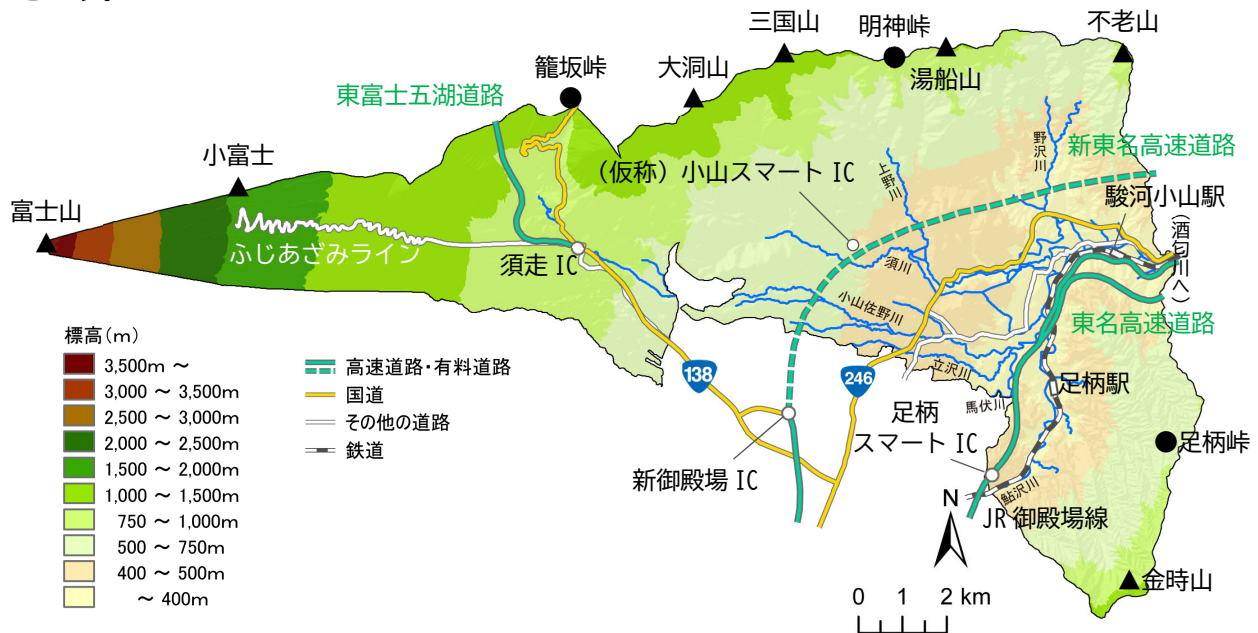 三国山
明神峠
不老山
籠坂峠
大洞山
湯船山
東富士五湖道路
小富士
（仮称）小山スマート IC
上野川
野沢川
新東名高速道路
駿河小山駅
富士山
ふじあざみライン
須走 IC
須川
（酒匂川へ）
小山佐野川
東名高速道路
標高（m）
3,500m ～
3,000 ～ 3,500m
2,500 ～ 3,000m
2,000 ～ 2,500m
1,500 ～ 2,000m
1,000 ～ 1,500m
750 ～ 1,000m
500 ～ 750m
400 ～ 500m
～ 400m
高速道路・有料道路
国道
その他の道路
鉄道
138
246
立沢川
馬伏川
足柄駅
足柄
スマート IC
足柄峠
新御殿場 IC
鮎沢川
N
JR 御殿場線
金時山
0 1 2 km